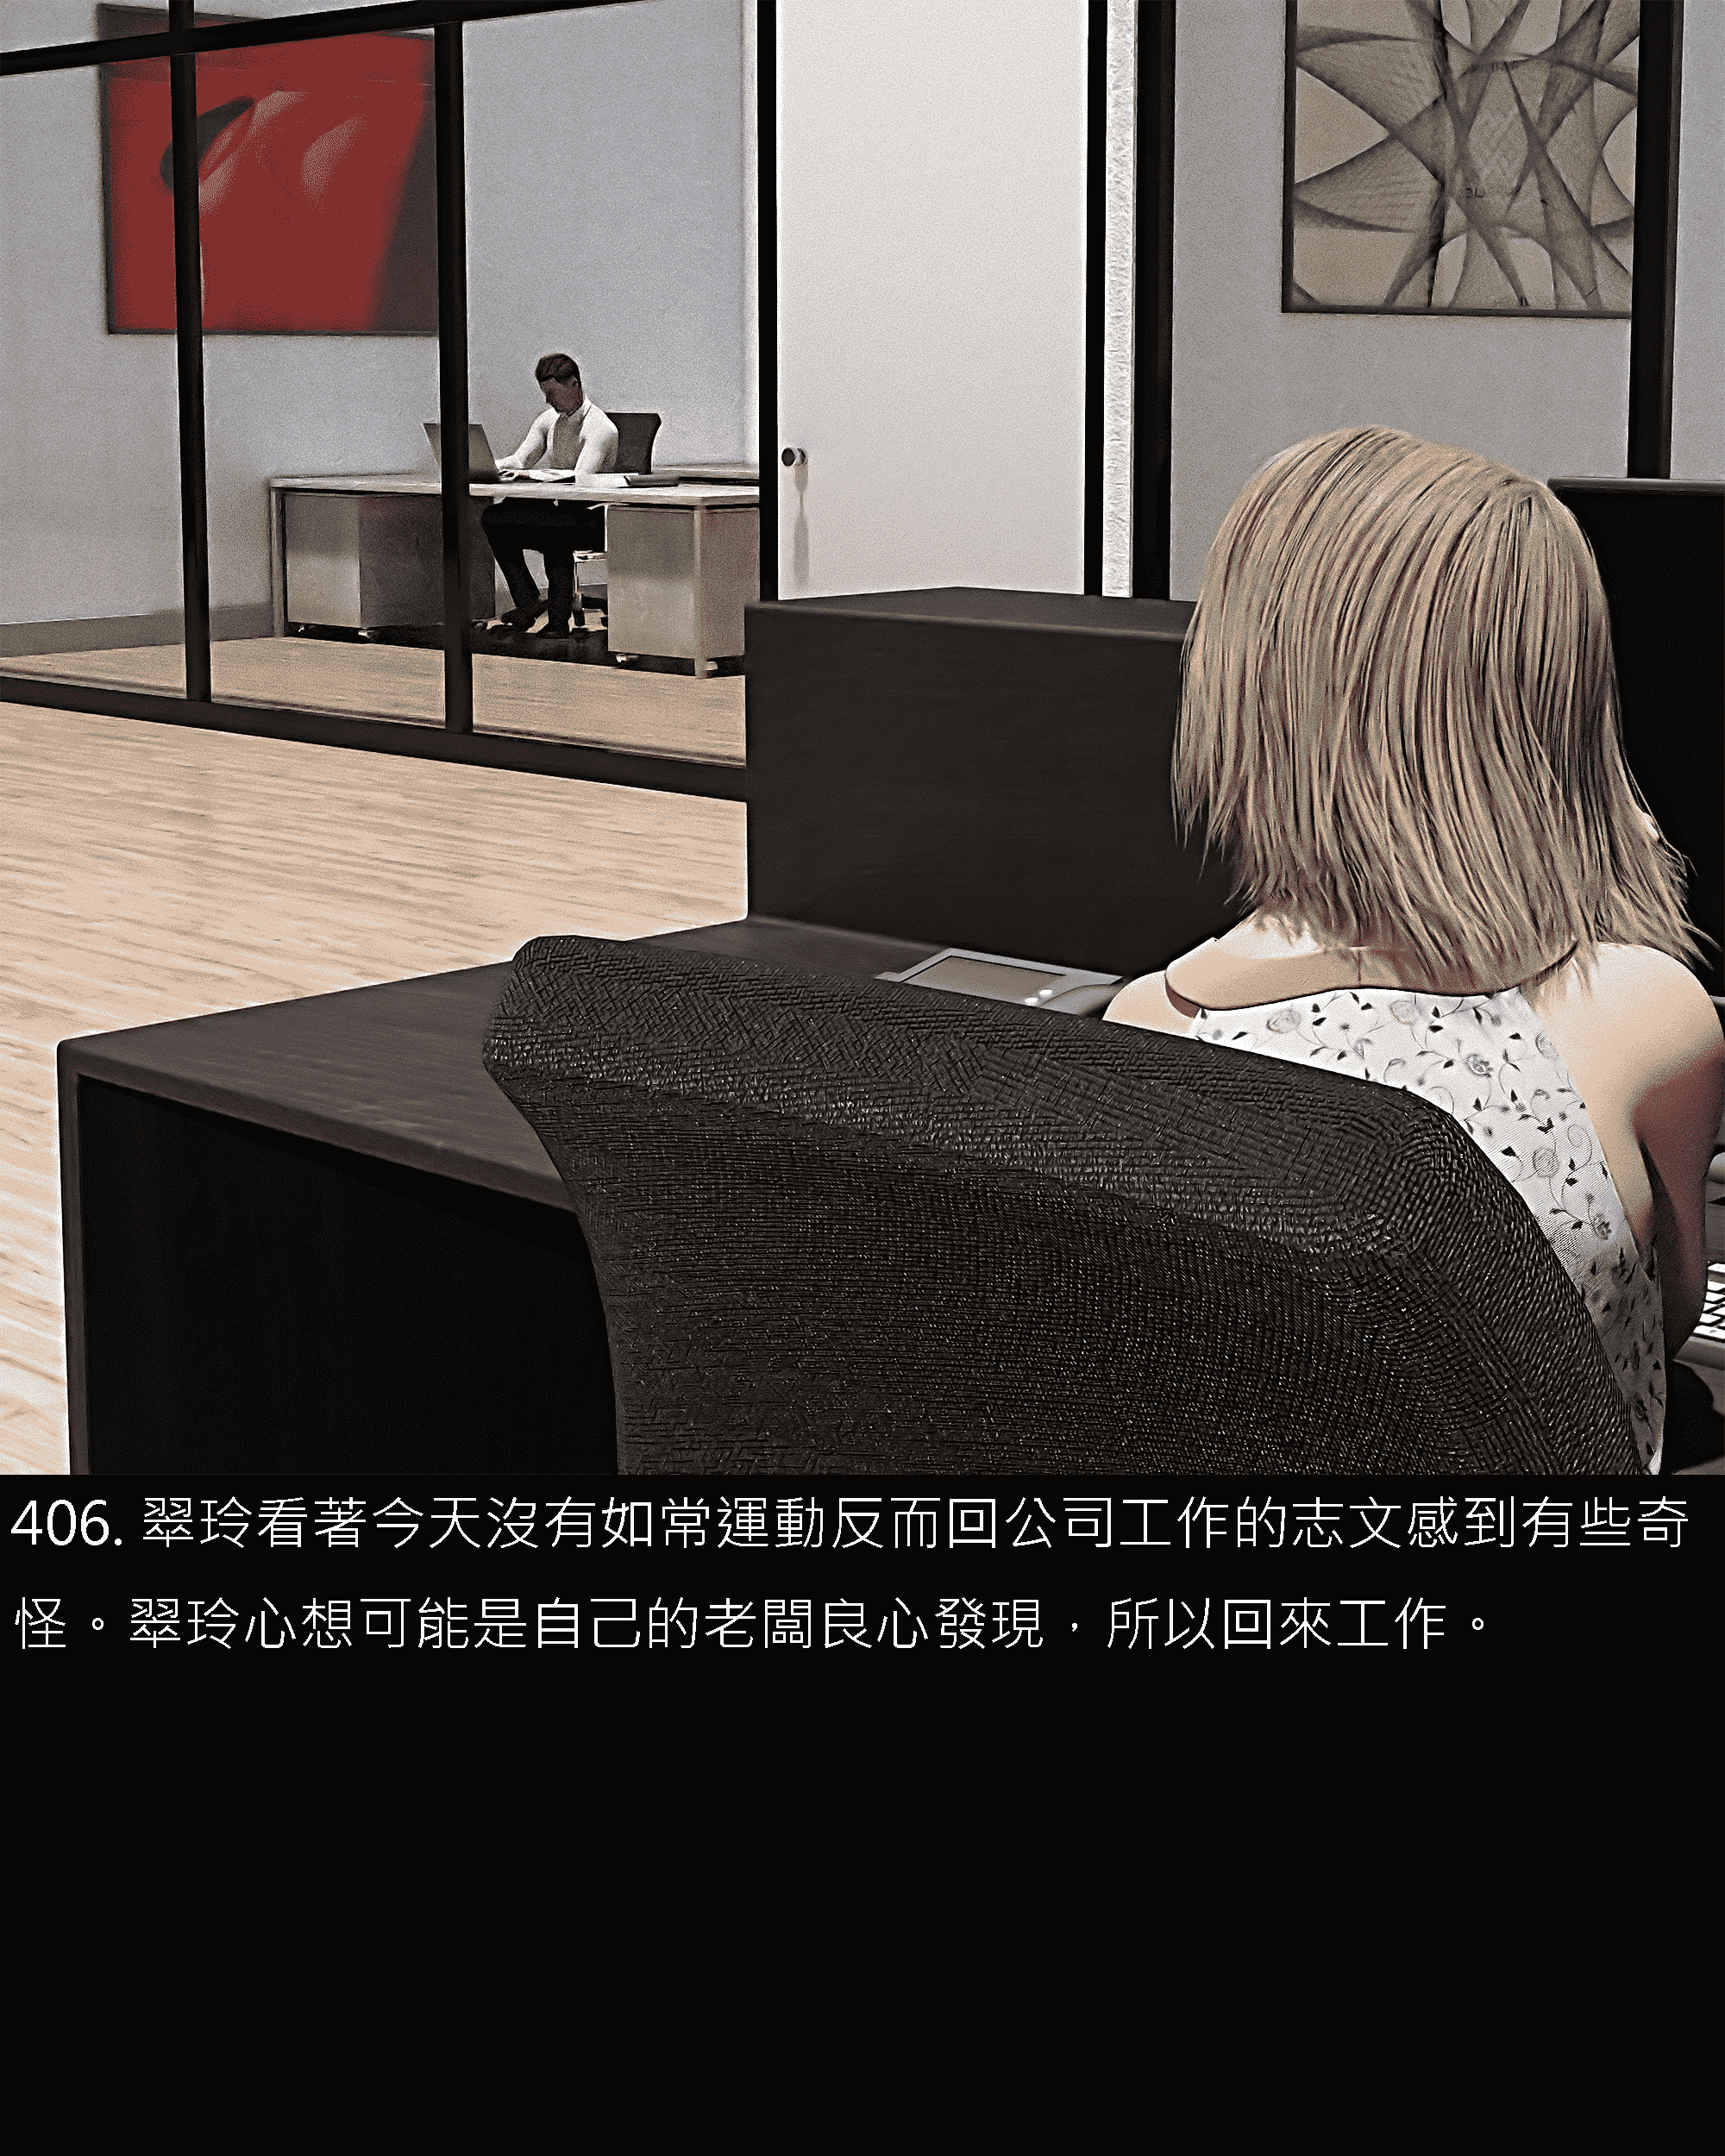 406. 翠玲看著今天沒有如常運動反而回公司工作的志文感到有些奇
怪。翠玲心想可能是自己的老闆良心發現，所以回來工作。